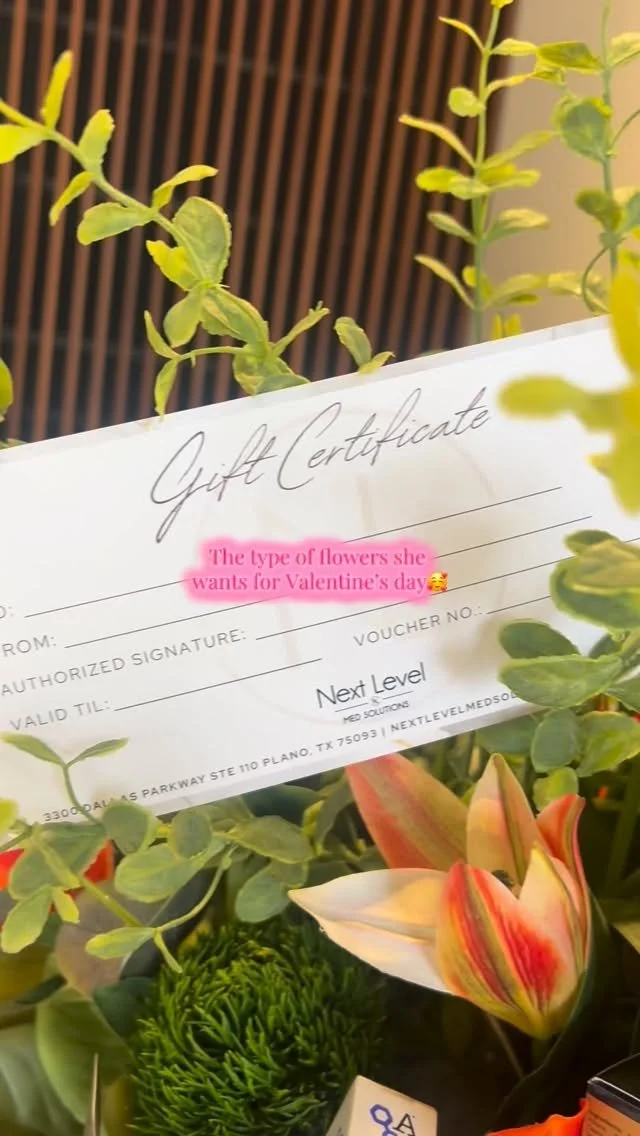 Gift Certificate
The type of flowers she
wants for Valentine's day🥰
ROM:
AUTHORIZED SIGNATURE:
VOUCHER NO.:
VALID TIL:
Next Level
MED SOLUTIONS
3300 DALLAS PARKWAY STE 110 PLANO, TX 75093 | NEXTLEVELMEDSOL
A